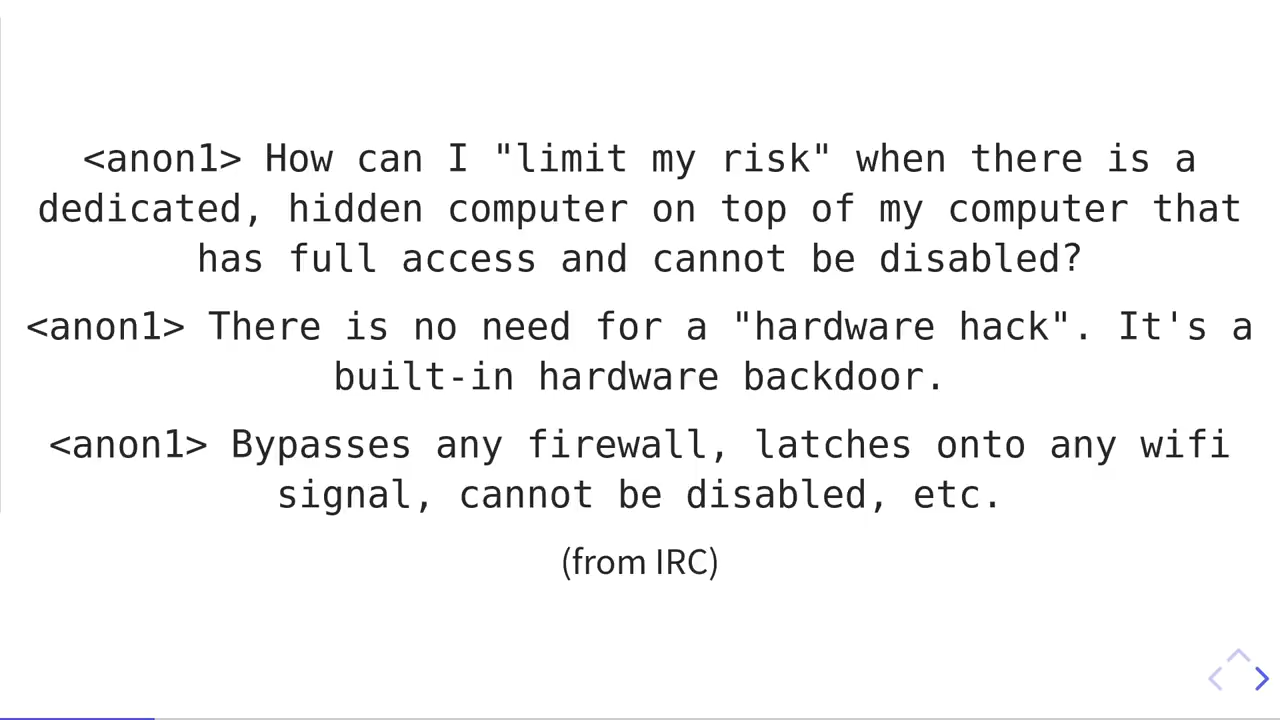 <anon1> How can I "limit my risk" when there is a
dedicated, hidden computer on top of my computer that
has full access and cannot be disabled?
<anon1> There is no need for a "hardware hack". It's a
built-in hardware backdoor.
<anon1> Bypasses any firewall, latches onto any wifi
signal, cannot be disabled, etc.
(from IRC)